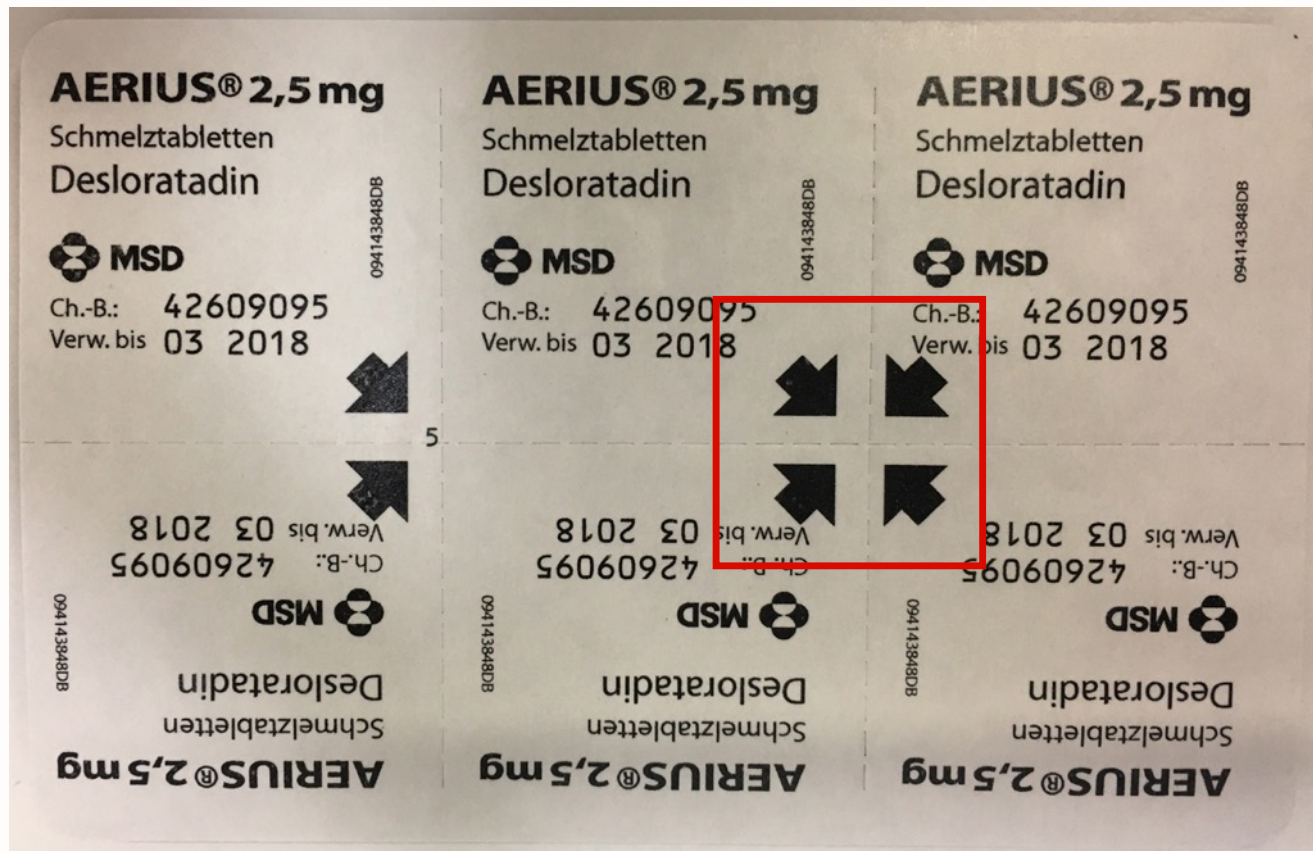 AERIUS® 2,5 mg
Schmelztabletten
Desloratadin
094143848DB
MSD
Ch.-B.: 42609095
Verw. bis 03 2018
AERIUS® 2,5 mg
Schmelztabletten
Desloratadin
094143848DB
MSD
Ch.-B.: 42609095
Verw. bis 03 2018
AERIUS® 2,5 mg
Schmelztabletten
Desloratadin
094143848DB
MSD
Ch.-B.: 42609095
Verw. bis 03 2018
5
AERIUS® 2,5 mg
Schmelztabletten
Desloratadin
094143848DB
MSD
Ch.-B.: 42609095
Verw. bis 03 2018
AERIUS® 2,5 mg
Schmelztabletten
Desloratadin
094143848DB
MSD
Ch.-B.: 42609095
Verw. bis 03 2018
AERIUS® 2,5 mg
Schmelztabletten
Desloratadin
094143848DB
MSD
Ch.-B.: 42609095
Verw. bis 03 2018